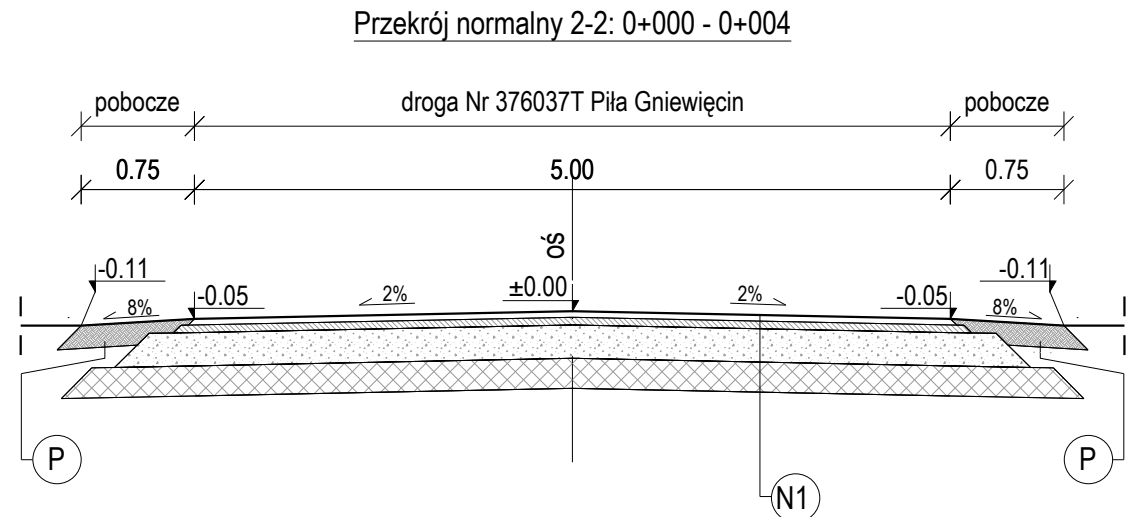 Przekrój normalny 2-2: 0+000 - 0+004
pobocze droga Nr 376037T Piła Gniewięcin pobocze
0.75 5.00 0.75
oś
-0.11 -0.05 2% ±0.00 2% -0.05 -0.11
8% 8%
P P
N1